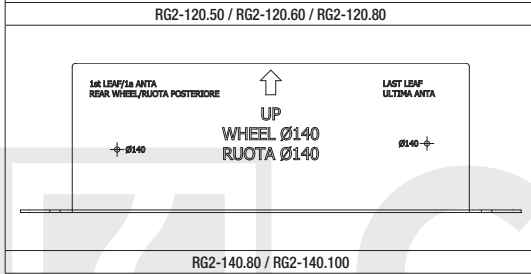 RG2-120.50 / RG2-120.60 / RG2-120.80
1st LEAF/1a ANTA
REAR WHEEL/RUOTA POSTERIORE
LAST LEAF
ULTIMA ANTA
UP
WHEEL Ø140
RUOTA Ø140
Ø140
Ø140
RG2-140.80 / RG2-140.100